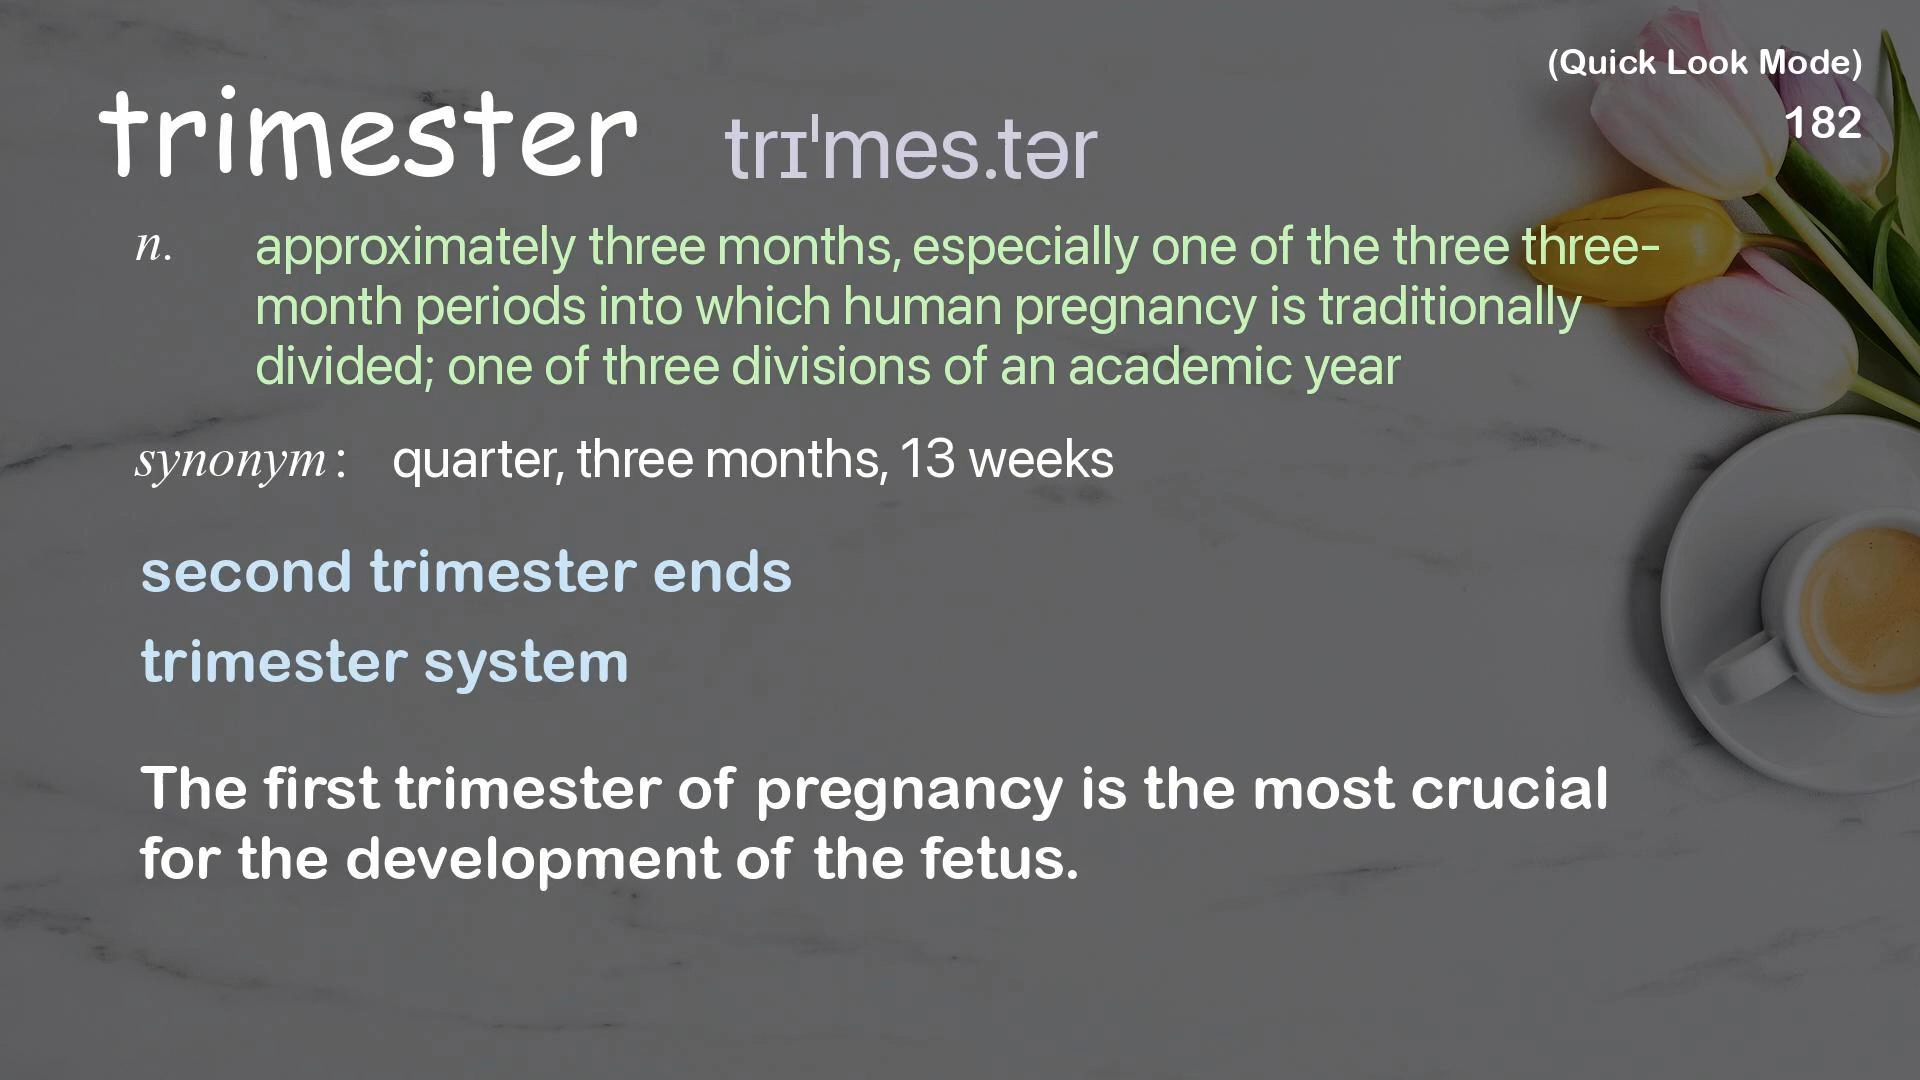 (Quick Look Mode)
182
trimester trɪˈmes.tər
n. approximately three months, especially one of the three three-
month periods into which human pregnancy is traditionally
divided; one of three divisions of an academic year
synonym: quarter, three months, 13 weeks
second trimester ends
trimester system
The first trimester of pregnancy is the most crucial
for the development of the fetus.